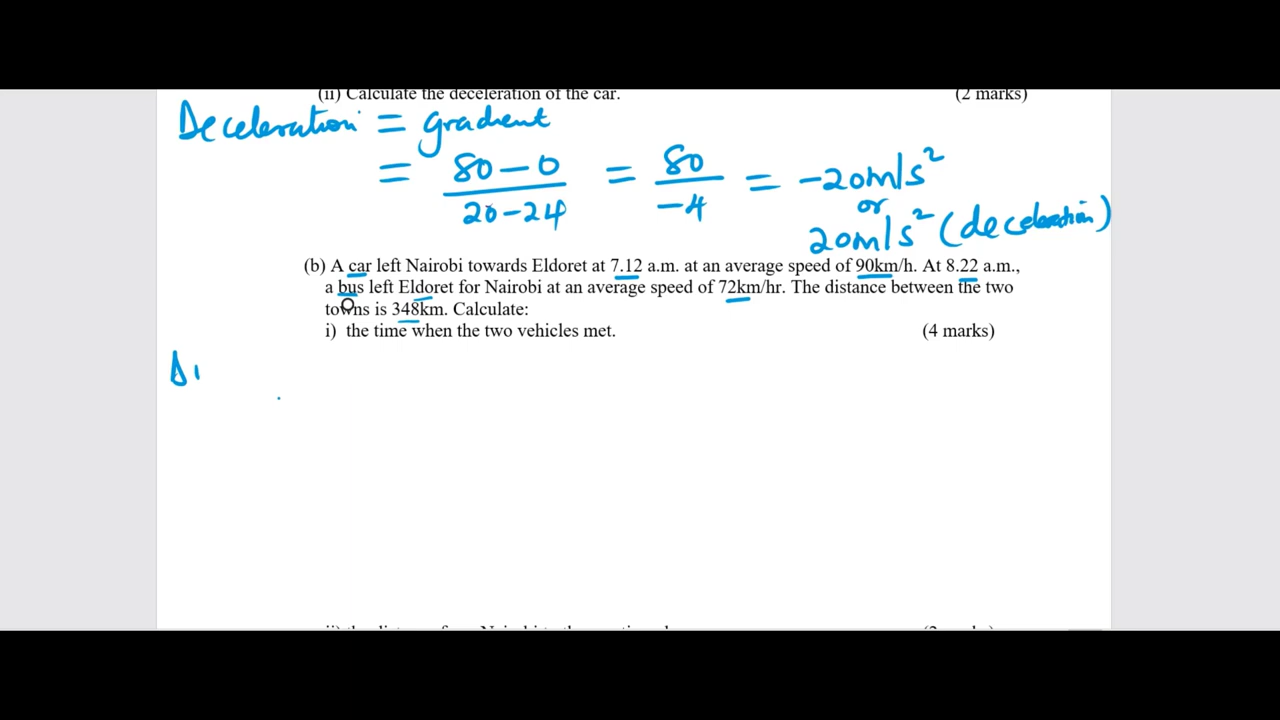 (ii) Calculate the deceleration of the car. (2 marks)
Deceleration = gradient
= 80 - 0 / 20 - 24 = 80 / -4 = -20m/s²
or
20m/s² (deceleration)
(b) A car left Nairobi towards Eldoret at 7.12 a.m. at an average speed of 90km/h. At 8.22 a.m.,
a bus left Eldoret for Nairobi at an average speed of 72km/hr. The distance between the two
towns is 348km. Calculate:
i) the time when the two vehicles met. (4 marks)